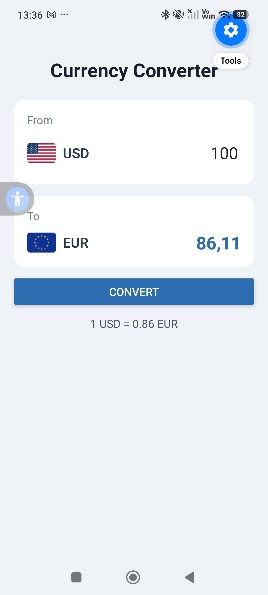 13:36
82
Tools
Currency Converter
From
USD
100
To
EUR
86,11
CONVERT
1 USD = 0.86 EUR